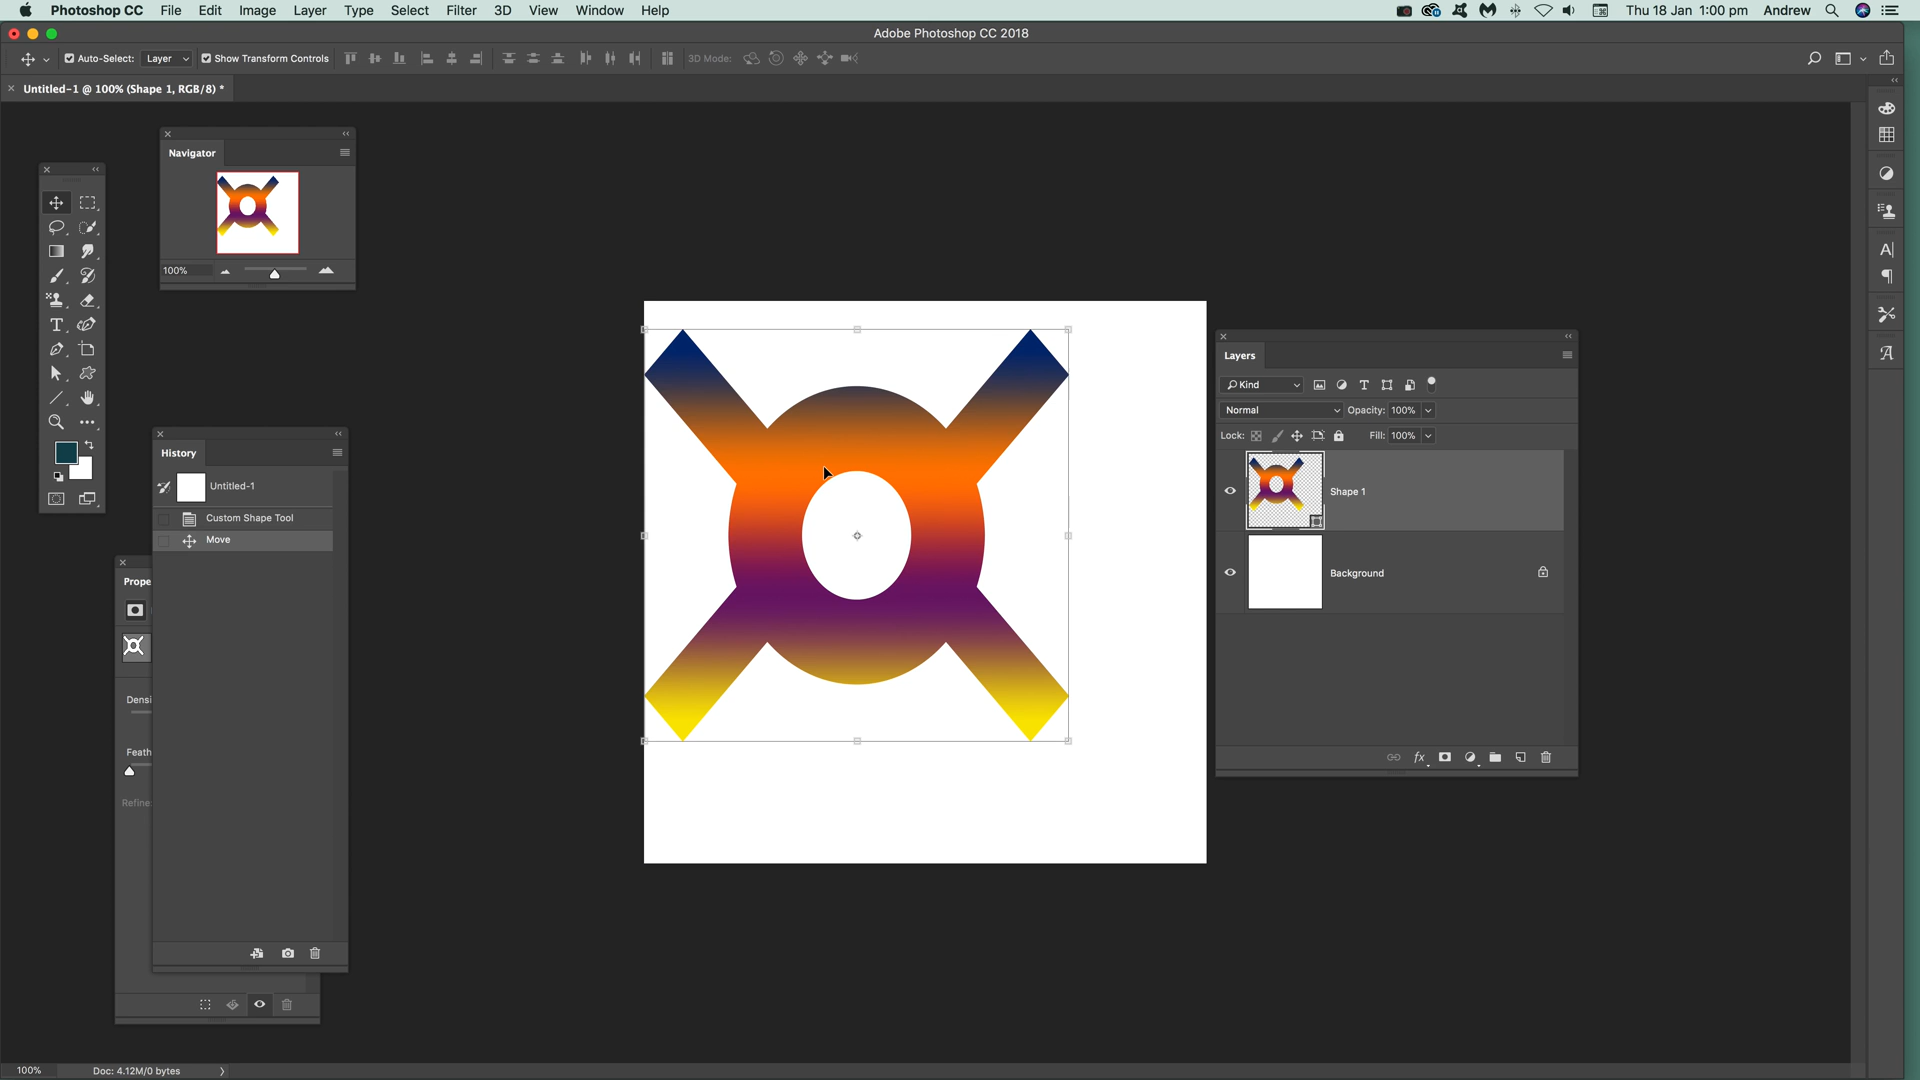 Photoshop CC File Edit Image Layer Type Select Filter 3D View Window Help Thu 18 Jan 1:00 pm Andrew
Adobe Photoshop CC 2018
Auto-Select: Layer Show Transform Controls 3D Mode:
Untitled-1 @ 100% (Shape 1, RGB/8) *
Navigator
100%
Layers
Kind
Normal Opacity: 100%
Lock: Fill: 100%
Shape 1
Background
fx
History
Untitled-1
Custom Shape Tool
Move
Prope
Densi
Feath
Refine:
100% Doc: 4.12M/0 bytes